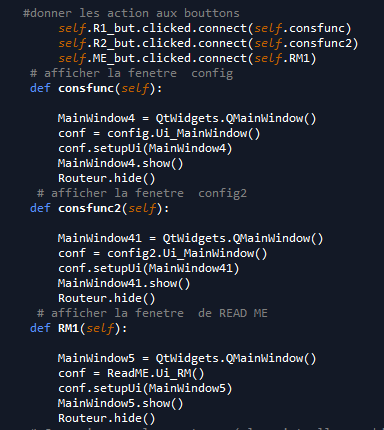 #donner les action aux bouttons
self.R1_but.clicked.connect(self.consfunc)
self.R2_but.clicked.connect(self.consfunc2)
self.ME_but.clicked.connect(self.RM1)
# afficher la fenetre  config
def consfunc(self):
MainWindow4 = QtWidgets.QMainWindow()
conf = config.Ui_MainWindow()
conf.setupUi(MainWindow4)
MainWindow4.show()
Routeur.hide()
# afficher la fenetre  config2
def consfunc2(self):
MainWindow41 = QtWidgets.QMainWindow()
conf = config2.Ui_MainWindow()
conf.setupUi(MainWindow41)
MainWindow41.show()
Routeur.hide()
# afficher la fenetre  de READ ME
def RM1(self):
MainWindow5 = QtWidgets.QMainWindow()
conf = ReadME.Ui_RM()
conf.setupUi(MainWindow5)
MainWindow5.show()
Routeur.hide()